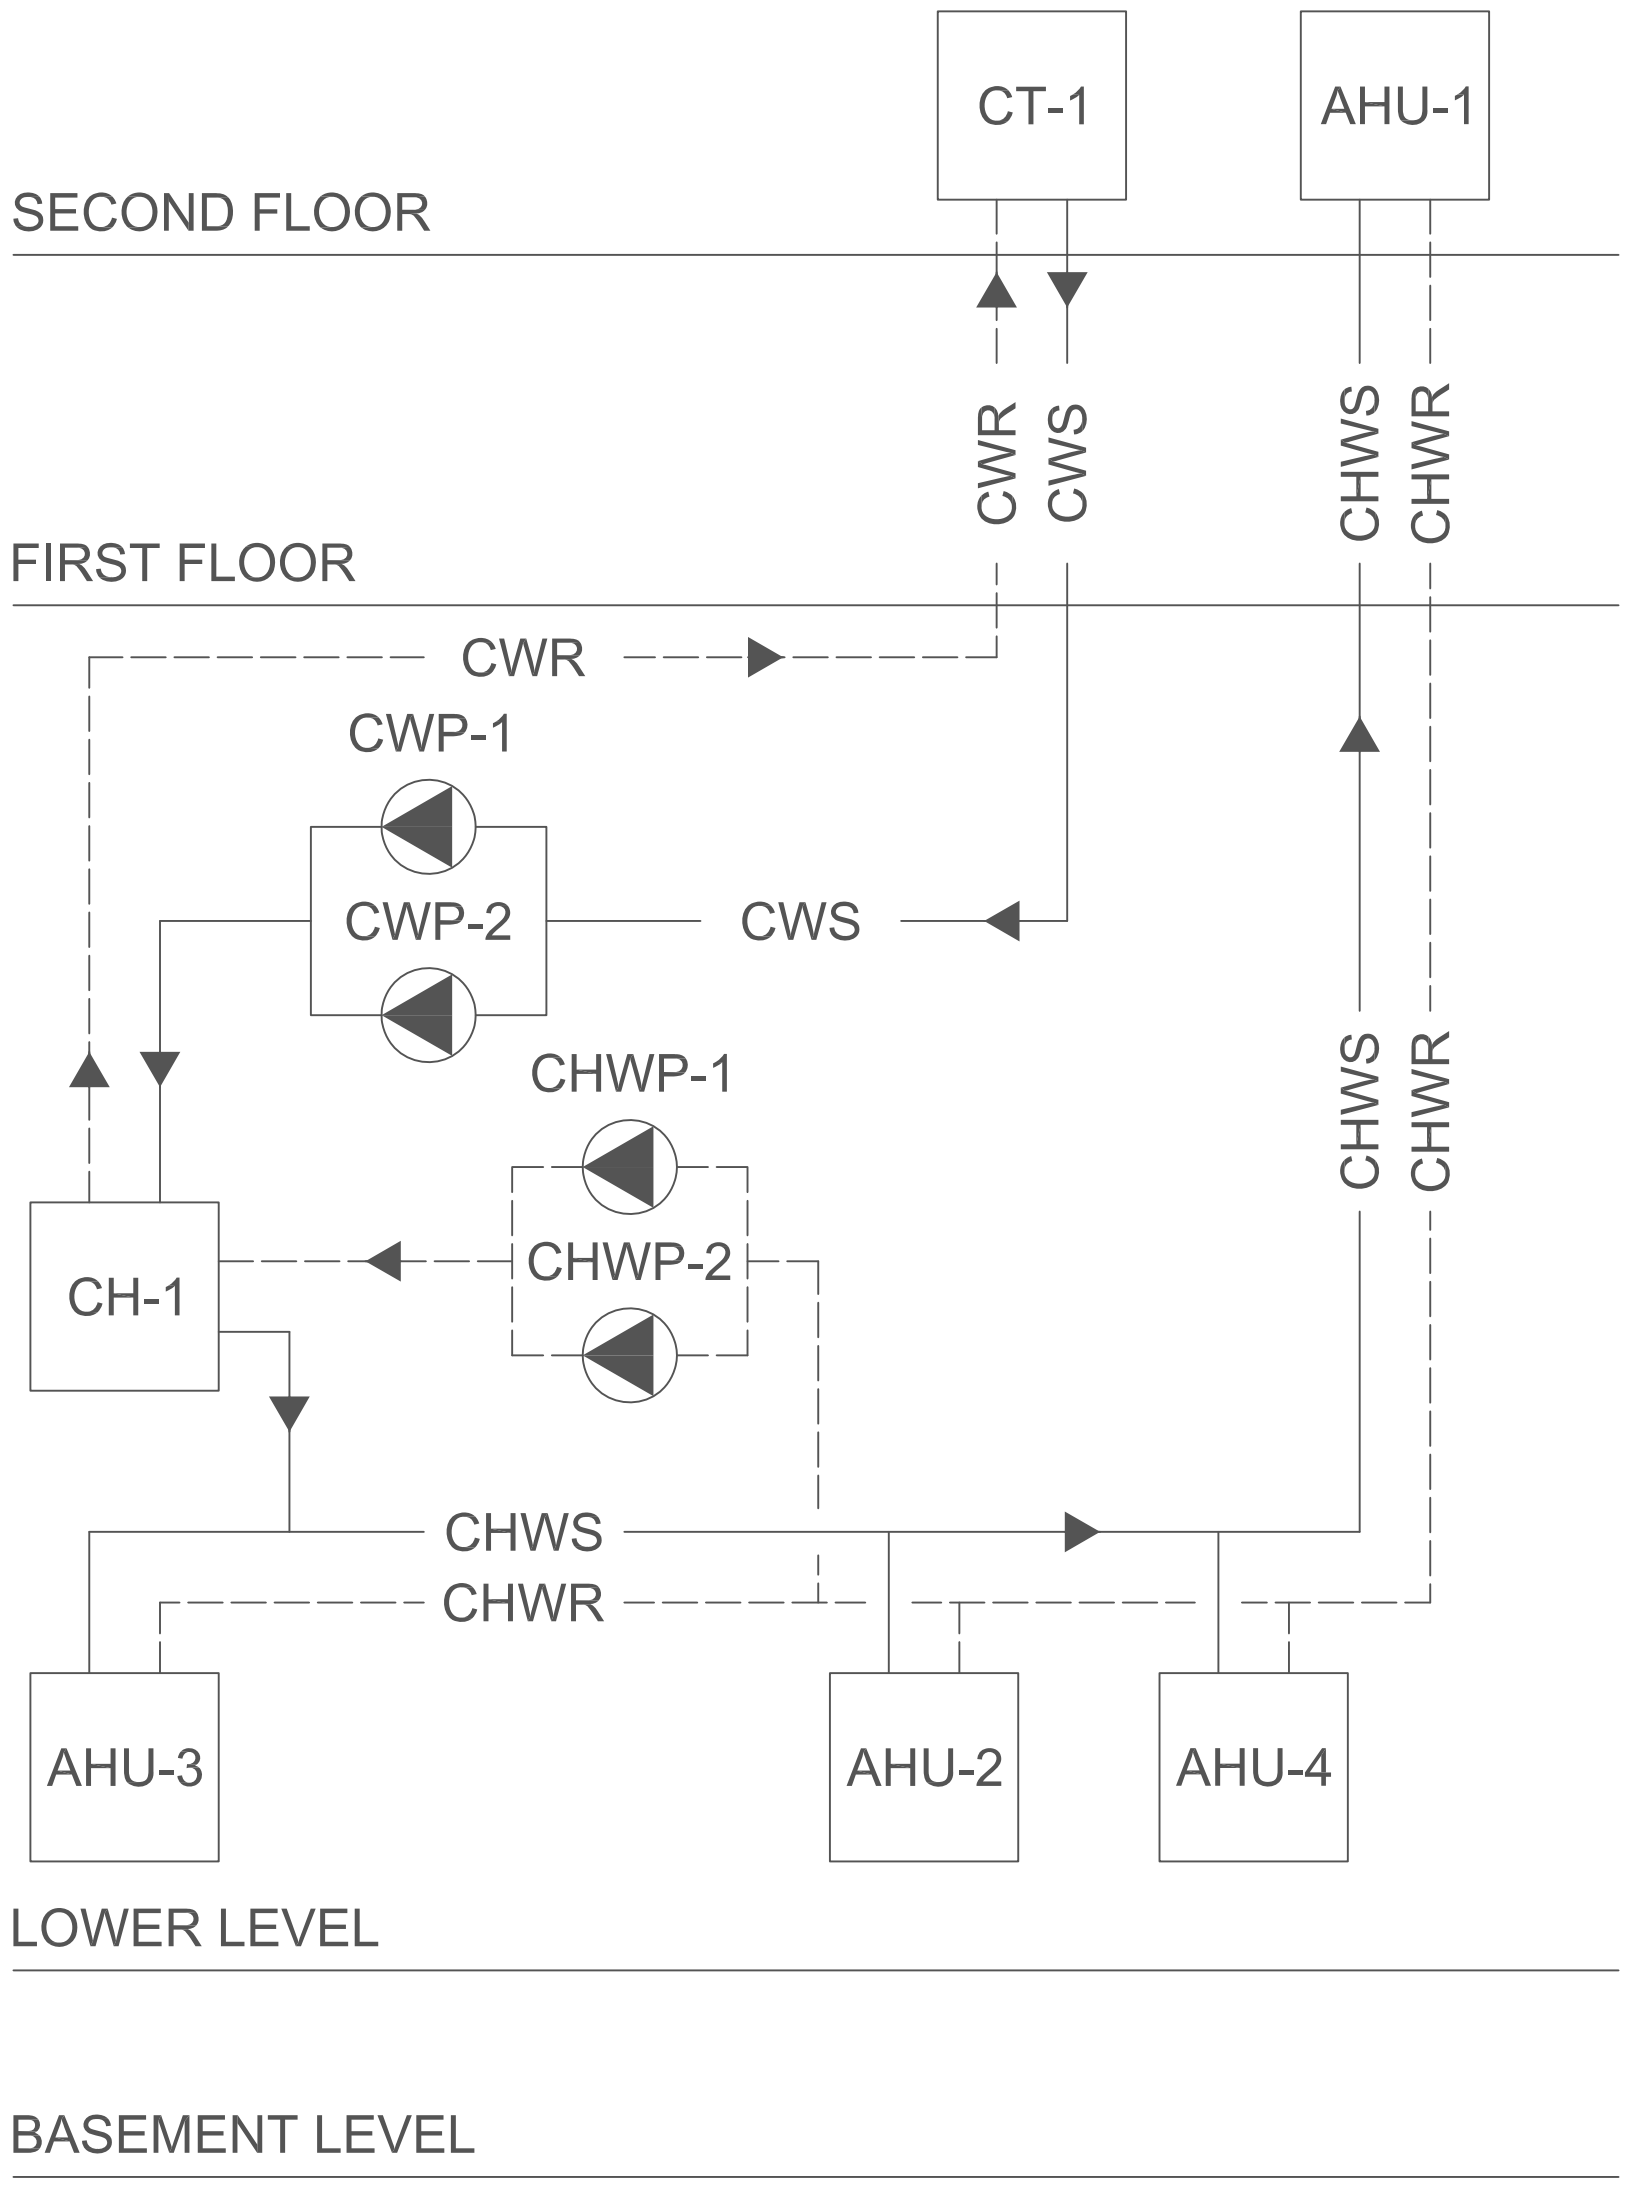 CT-1
AHU-1
SECOND FLOOR
CWR
CWS
CHWS
CHWR
FIRST FLOOR
CWR
CWP-1
CWP-2
CWS
CHWP-1
CHWS
CHWR
CHWP-2
CH-1
CHWS
CHWR
AHU-3
AHU-2
AHU-4
LOWER LEVEL
BASEMENT LEVEL